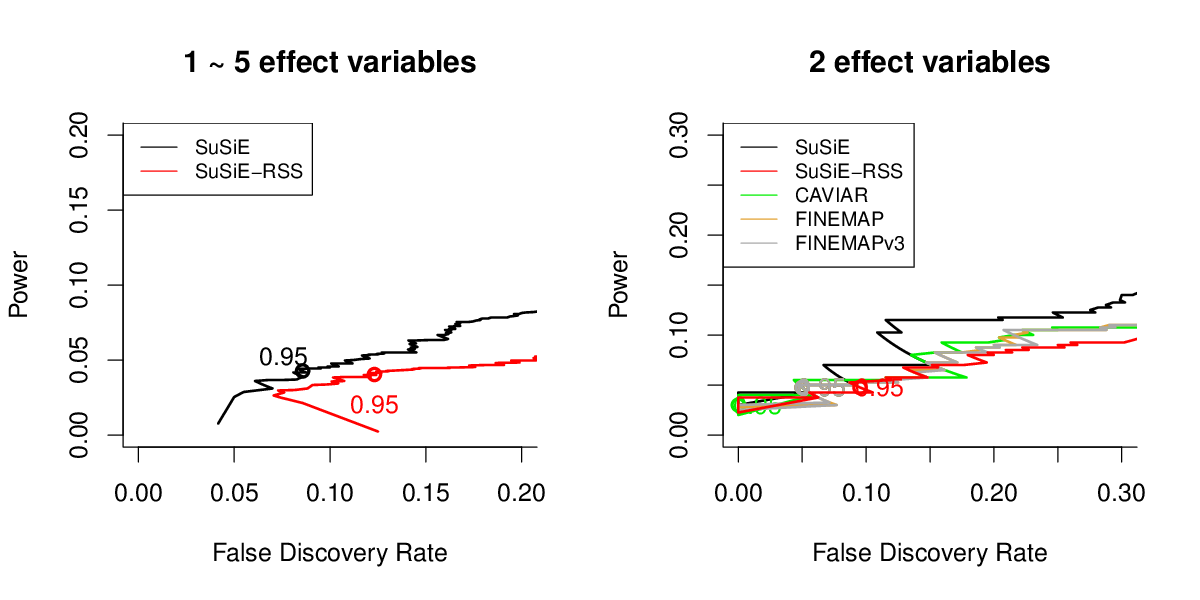 1 ~ 5 effect variables
SuSiE
SuSiE−RSS
0.95
0.95
Power
0.00 0.05 0.10 0.15 0.20
0.00 0.05 0.10 0.15 0.20
False Discovery Rate
2 effect variables
SuSiE
SuSiE−RSS
CAVIAR
FINEMAP
FINEMAPv3
0.95
0.95
Power
0.00 0.10 0.20 0.30
0.00 0.10 0.20 0.30
False Discovery Rate